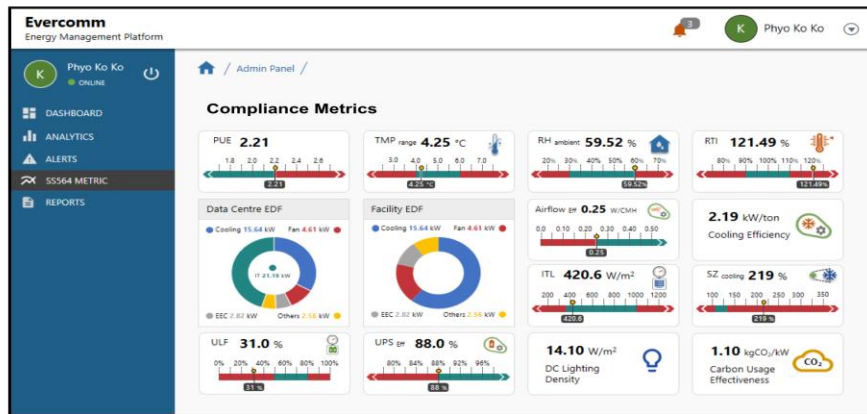 Evercomm
Energy Management Platform
3
K
Phyo Ko Ko
K
Phyo Ko Ko
ONLINE
DASHBOARD
ANALYTICS
ALERTS
SS564 METRIC
REPORTS
/ Admin Panel /
Compliance Metrics
PUE 2.21
1.8 2.0 2.2 2.4 2.6
2.21
TMP range 4.25 °C
3.0 4.0 5.0 6.0 7.0
4.25 °C
RH ambient 59.52 %
20% 30% 40% 50% 60% 70%
59.52%
RTI 121.49 %
80% 90% 100% 110% 120%
121.49%
Data Centre EDF
Cooling 15.64 kW Fan 4.61 kW
IT 21.19 kW
EEC 2.82 kW Others 2.56 kW
Facility EDF
Cooling 15.64 kW Fan 4.61 kW
EEC 2.82 kW Others 2.56 kW
Airflow Eff 0.25 W/CMH
0.0 0.10 0.20 0.30 0.40 0.50
0.25
2.19 kW/ton
Cooling Efficiency
ITL 420.6 W/m²
200 400 600 800 1000 1200
420.6
SZ cooling 219 %
100 150 200 250 300 350
219 %
ULF 31.0 %
0% 20% 40% 60% 80% 100%
31 %
UPS Eff 88.0 %
80% 84% 88% 92% 96%
88 %
14.10 W/m²
DC Lighting
Density
1.10 kgCO₂/kW
Carbon Usage
Effectiveness
CO₂